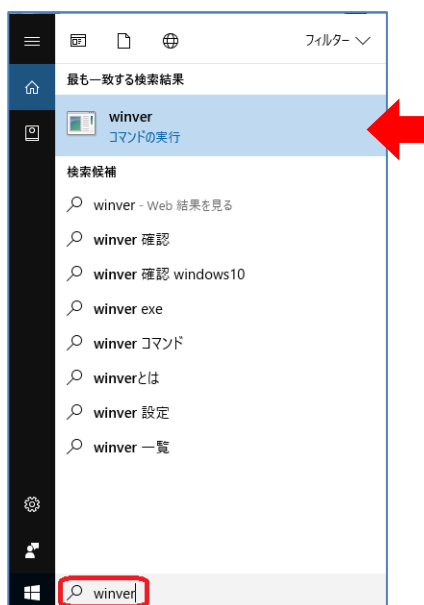 フィルター
最も一致する検索結果
winver
コマンドの実行
検索候補
winver - Web 結果を見る
winver 確認
winver 確認 windows10
winver exe
winver コマンド
winverとは
winver 設定
winver 一覧
winver